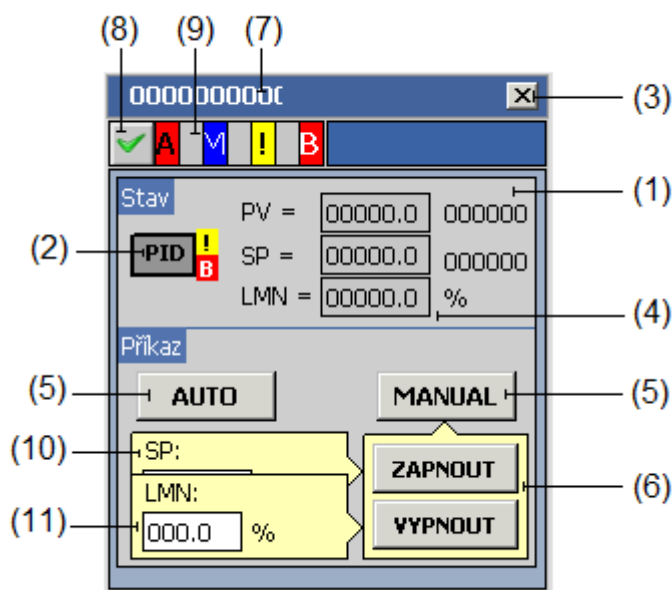 (8) (9) (7)
000000000(
(3)
A M ! B
Stav
(1)
PV = 00000.0 000000
(2) PID ! B
SP = 00000.0 000000
LMN = 00000.0 %
(4)
Příkaz
(5) AUTO MANUAL (5)
(10) SP:
ZAPNOUT
(6)
LMN:
(11) 000.0 %
VYPNOUT